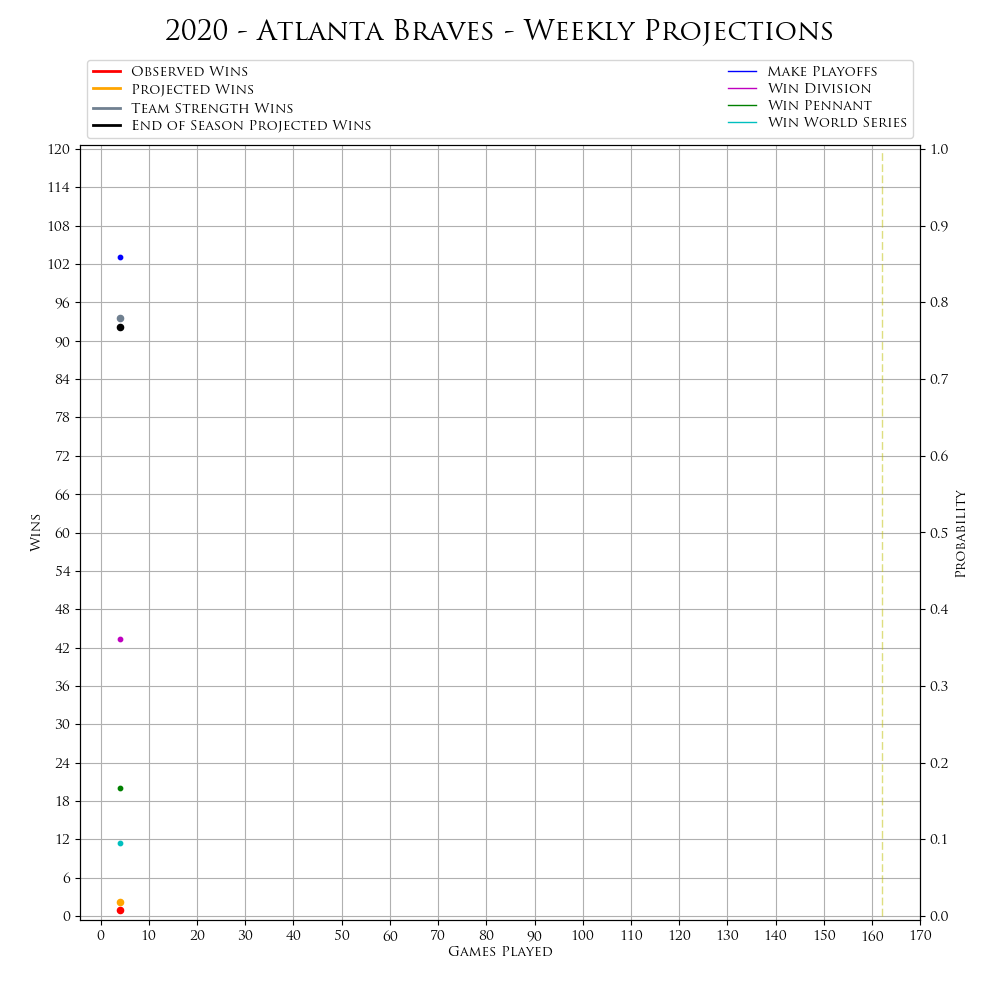 2020 - Atlanta Braves - Weekly Projections
Observed Wins
Projected Wins
Team Strength Wins
End of Season Projected Wins
Make Playoffs
Win Division
Win Pennant
Win World Series
120
114
108
102
96
90
84
78
72
66
60
54
48
42
36
30
24
18
12
6
0
Wins
1.0
0.9
0.8
0.7
0.6
0.5
0.4
0.3
0.2
0.1
0.0
Probability
0 10 20 30 40 50 60 70 80 90 100 110 120 130 140 150 160 170
Games Played